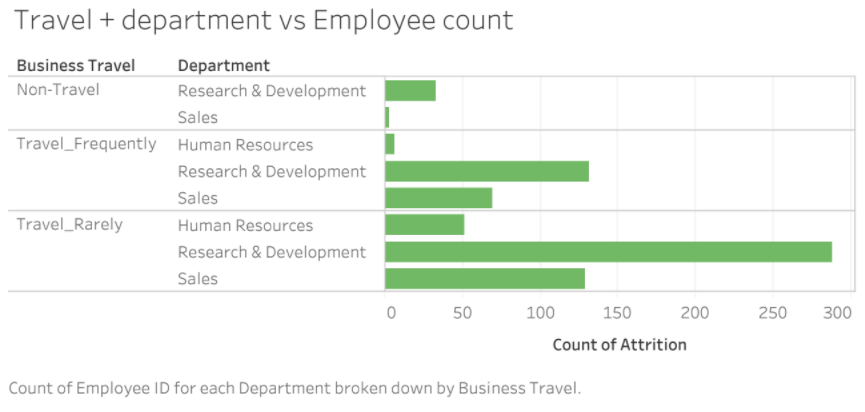 Travel + department vs Employee count
Business Travel Department
Non-Travel Research & Development
Sales
Travel_Frequently Human Resources
Research & Development
Sales
Travel_Rarely Human Resources
Research & Development
Sales
0 50 100 150 200 250 300
Count of Attrition
Count of Employee ID for each Department broken down by Business Travel.